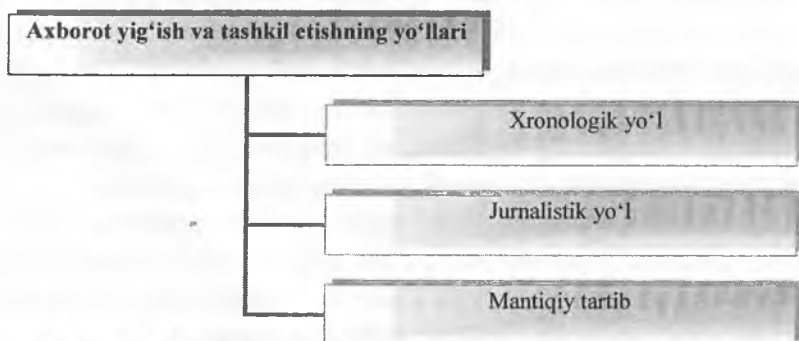 Axborot yig‘ish va tashkil etishning yo‘llari
Xronologik yo‘l
Jurnalistik yo‘l
Mantiqiy tartib